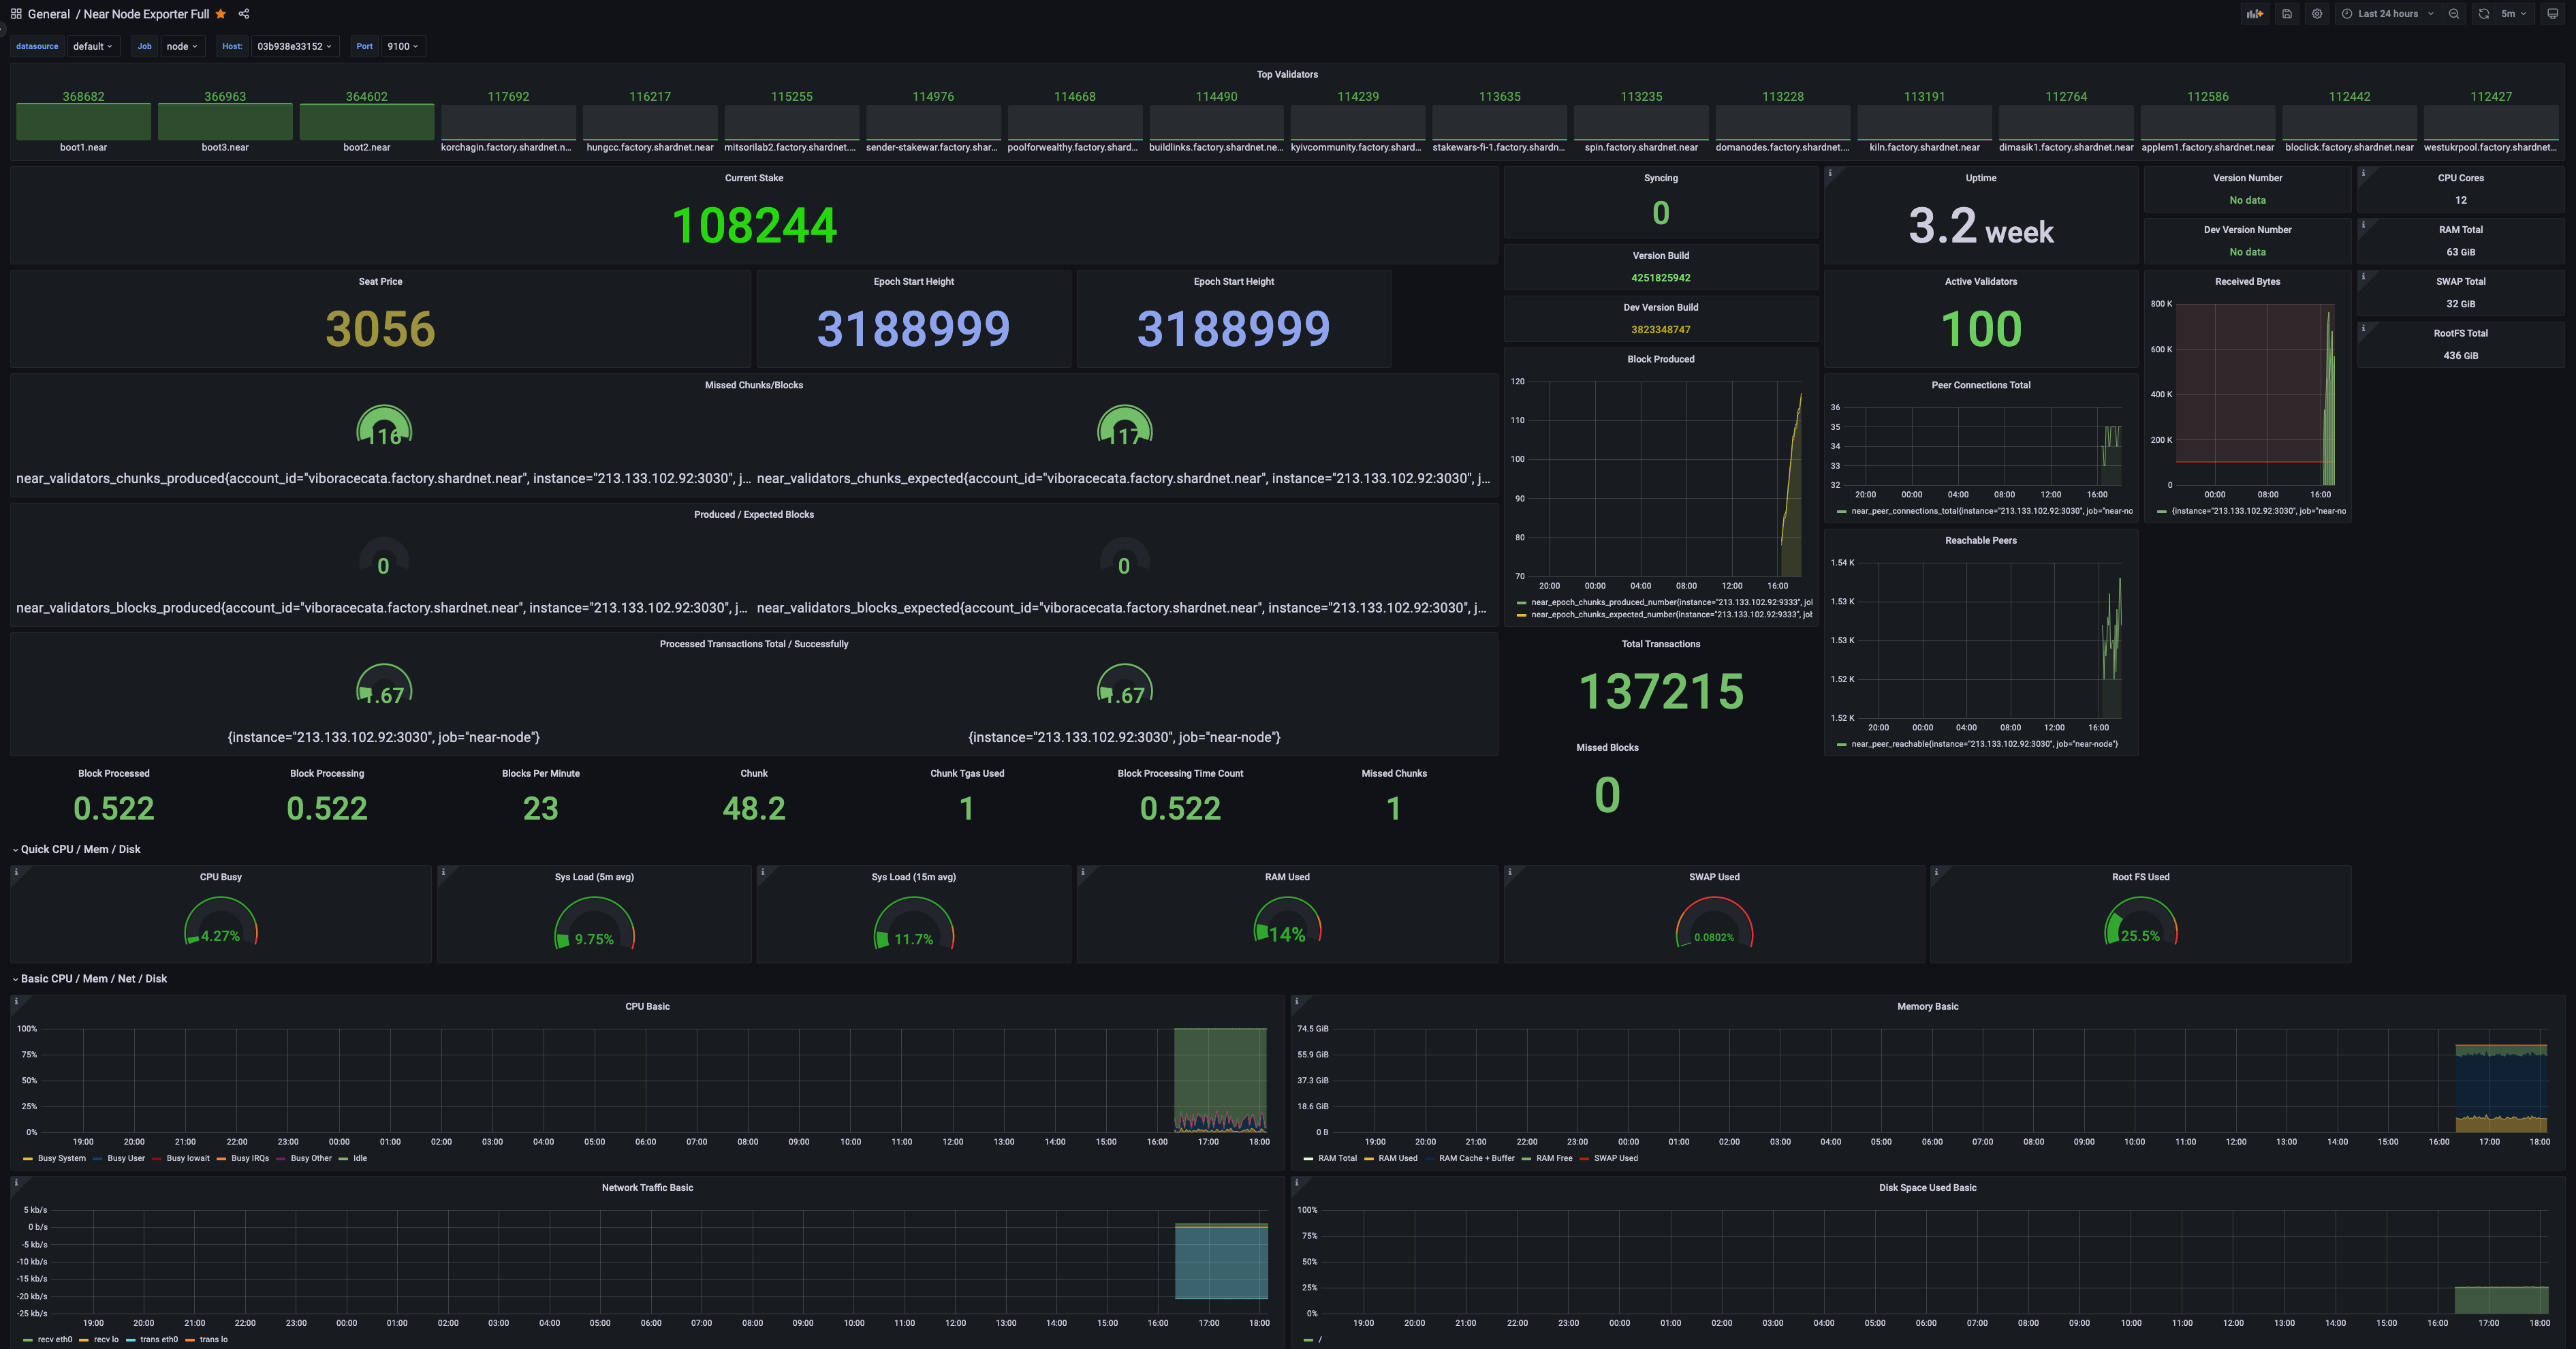 General / Near Node Exporter Full
Last 24 hours
5m
datasource default Job node Host: 03b938e33152 Port 9100
Top Validators
368682 366963 364602 117692 116217 115255 114976 114668 114490 114239 113635 113235 113228 113191 112764 112586 112442 112427
boot1.near boot3.near boot2.near korchagin.factory.shardnet.n... hungcc.factory.shardnet.near mitsorilab2.factory.shardnet.... sender-stakewar.factory.shar... poolforwealthy.factory.shard... buildlinks.factory.shardnet.ne... kyivcommunity.factory.shard... stakewars-fi-1.factory.shardn... spin.factory.shardnet.near domanodes.factory.shardnet.... kiln.factory.shardnet.near dimasik1.factory.shardnet.near applem1.factory.shardnet.near bloclick.factory.shardnet.near westukrpool.factory.shardnet...
Current Stake
108244
Syncing
0
Uptime
3.2 week
Version Number
No data
CPU Cores
12
Version Build
4251825942
Dev Version Number
No data
RAM Total
63 GiB
Seat Price
3056
Epoch Start Height
3188999
Epoch Start Height
3188999
Dev Version Build
3823348747
Active Validators
100
Received Bytes
800 K
600 K
400 K
200 K
0
00:00 08:00 16:00
{instance="213.133.102.92:3030", job="near-no
SWAP Total
32 GiB
RootFS Total
436 GiB
Missed Chunks/Blocks
116 117
near_validators_chunks_produced{account_id="viboracecata.factory.shardnet.near", instance="213.133.102.92:3030", j...
near_validators_chunks_expected{account_id="viboracecata.factory.shardnet.near", instance="213.133.102.92:3030", j...
Block Produced
120
110
100
90
80
70
20:00 00:00 04:00 08:00 12:00 16:00
near_epoch_chunks_produced_number{instance="213.133.102.92:9333", jol
near_epoch_chunks_expected_number{instance="213.133.102.92:9333", jot
Peer Connections Total
36
35
34
33
32
20:00 00:00 04:00 08:00 12:00 16:00
near_peer_connections_total{instance="213.133.102.92:3030", job="near-no
Produced / Expected Blocks
0 0
near_validators_blocks_produced{account_id="viboracecata.factory.shardnet.near", instance="213.133.102.92:3030", j...
near_validators_blocks_expected{account_id="viboracecata.factory.shardnet.near", instance="213.133.102.92:3030", j...
Reachable Peers
1.54 K
1.53 K
1.53 K
1.52 K
1.52 K
20:00 00:00 04:00 08:00 12:00 16:00
near_peer_reachable{instance="213.133.102.92:3030", job="near-node"}
Processed Transactions Total / Successfully
1.67 1.67
{instance="213.133.102.92:3030", job="near-node"} {instance="213.133.102.92:3030", job="near-node"}
Total Transactions
137215
Missed Blocks
0
Block Processed Block Processing Blocks Per Minute Chunk Chunk Tgas Used Block Processing Time Count Missed Chunks
0.522 0.522 23 48.2 1 0.522 1
Quick CPU / Mem / Disk
CPU Busy Sys Load (5m avg) Sys Load (15m avg) RAM Used SWAP Used Root FS Used
4.27% 9.75% 11.7% 14% 0.0802% 25.5%
Basic CPU / Mem / Net / Disk
CPU Basic
100%
75%
50%
25%
0%
19:00 20:00 21:00 22:00 23:00 00:00 01:00 02:00 03:00 04:00 05:00 06:00 07:00 08:00 09:00 10:00 11:00 12:00 13:00 14:00 15:00 16:00 17:00 18:00
Busy System Busy User Busy Iowait Busy IRQs Busy Other Idle
Memory Basic
74.5 GiB
55.9 GiB
37.3 GiB
18.6 GiB
0 B
19:00 20:00 21:00 22:00 23:00 00:00 01:00 02:00 03:00 04:00 05:00 06:00 07:00 08:00 09:00 10:00 11:00 12:00 13:00 14:00 15:00 16:00 17:00 18:00
RAM Total RAM Used RAM Cache + Buffer RAM Free SWAP Used
Network Traffic Basic
5 kb/s
0 b/s
-5 kb/s
-10 kb/s
-15 kb/s
-20 kb/s
-25 kb/s
19:00 20:00 21:00 22:00 23:00 00:00 01:00 02:00 03:00 04:00 05:00 06:00 07:00 08:00 09:00 10:00 11:00 12:00 13:00 14:00 15:00 16:00 17:00 18:00
recv eth0 recv lo trans eth0 trans lo
Disk Space Used Basic
100%
75%
50%
25%
0%
19:00 20:00 21:00 22:00 23:00 00:00 01:00 02:00 03:00 04:00 05:00 06:00 07:00 08:00 09:00 10:00 11:00 12:00 13:00 14:00 15:00 16:00 17:00 18:00
/